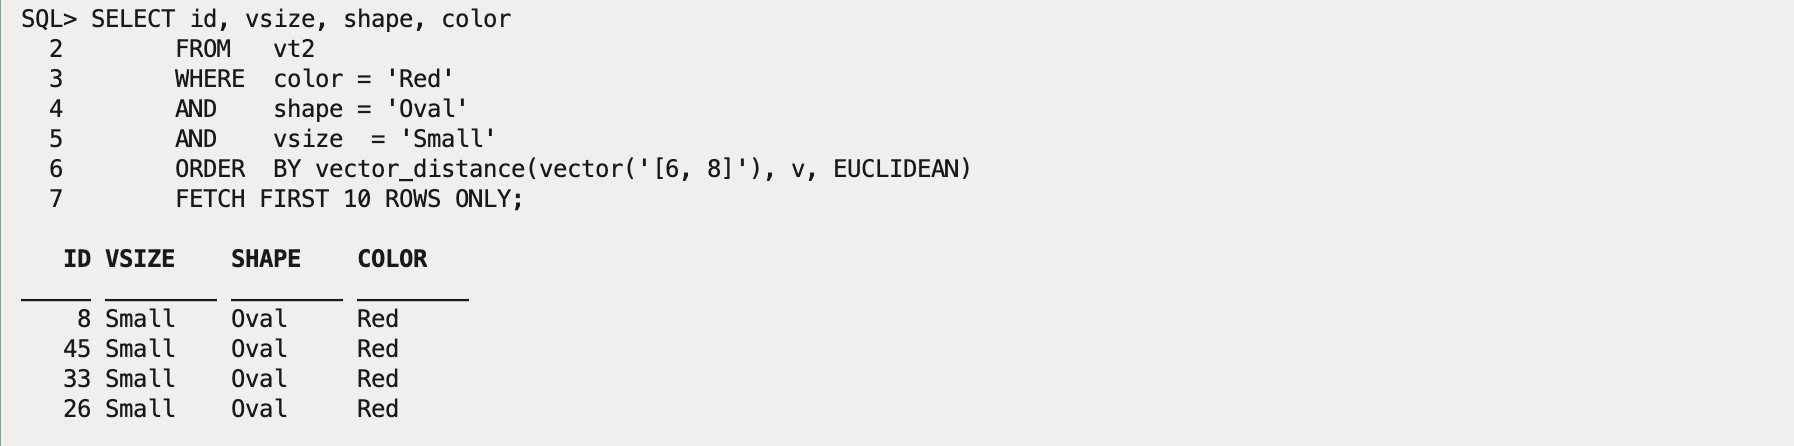 SQL> SELECT id, vsize, shape, color
  2        FROM   vt2
  3        WHERE  color = 'Red'
  4        AND    shape = 'Oval'
  5        AND    vsize  = 'Small'
  6        ORDER  BY vector_distance(vector('[6, 8]'), v, EUCLIDEAN)
  7        FETCH FIRST 10 ROWS ONLY;
   ID VSIZE    SHAPE    COLOR
    8 Small    Oval     Red
   45 Small    Oval     Red
   33 Small    Oval     Red
   26 Small    Oval     Red